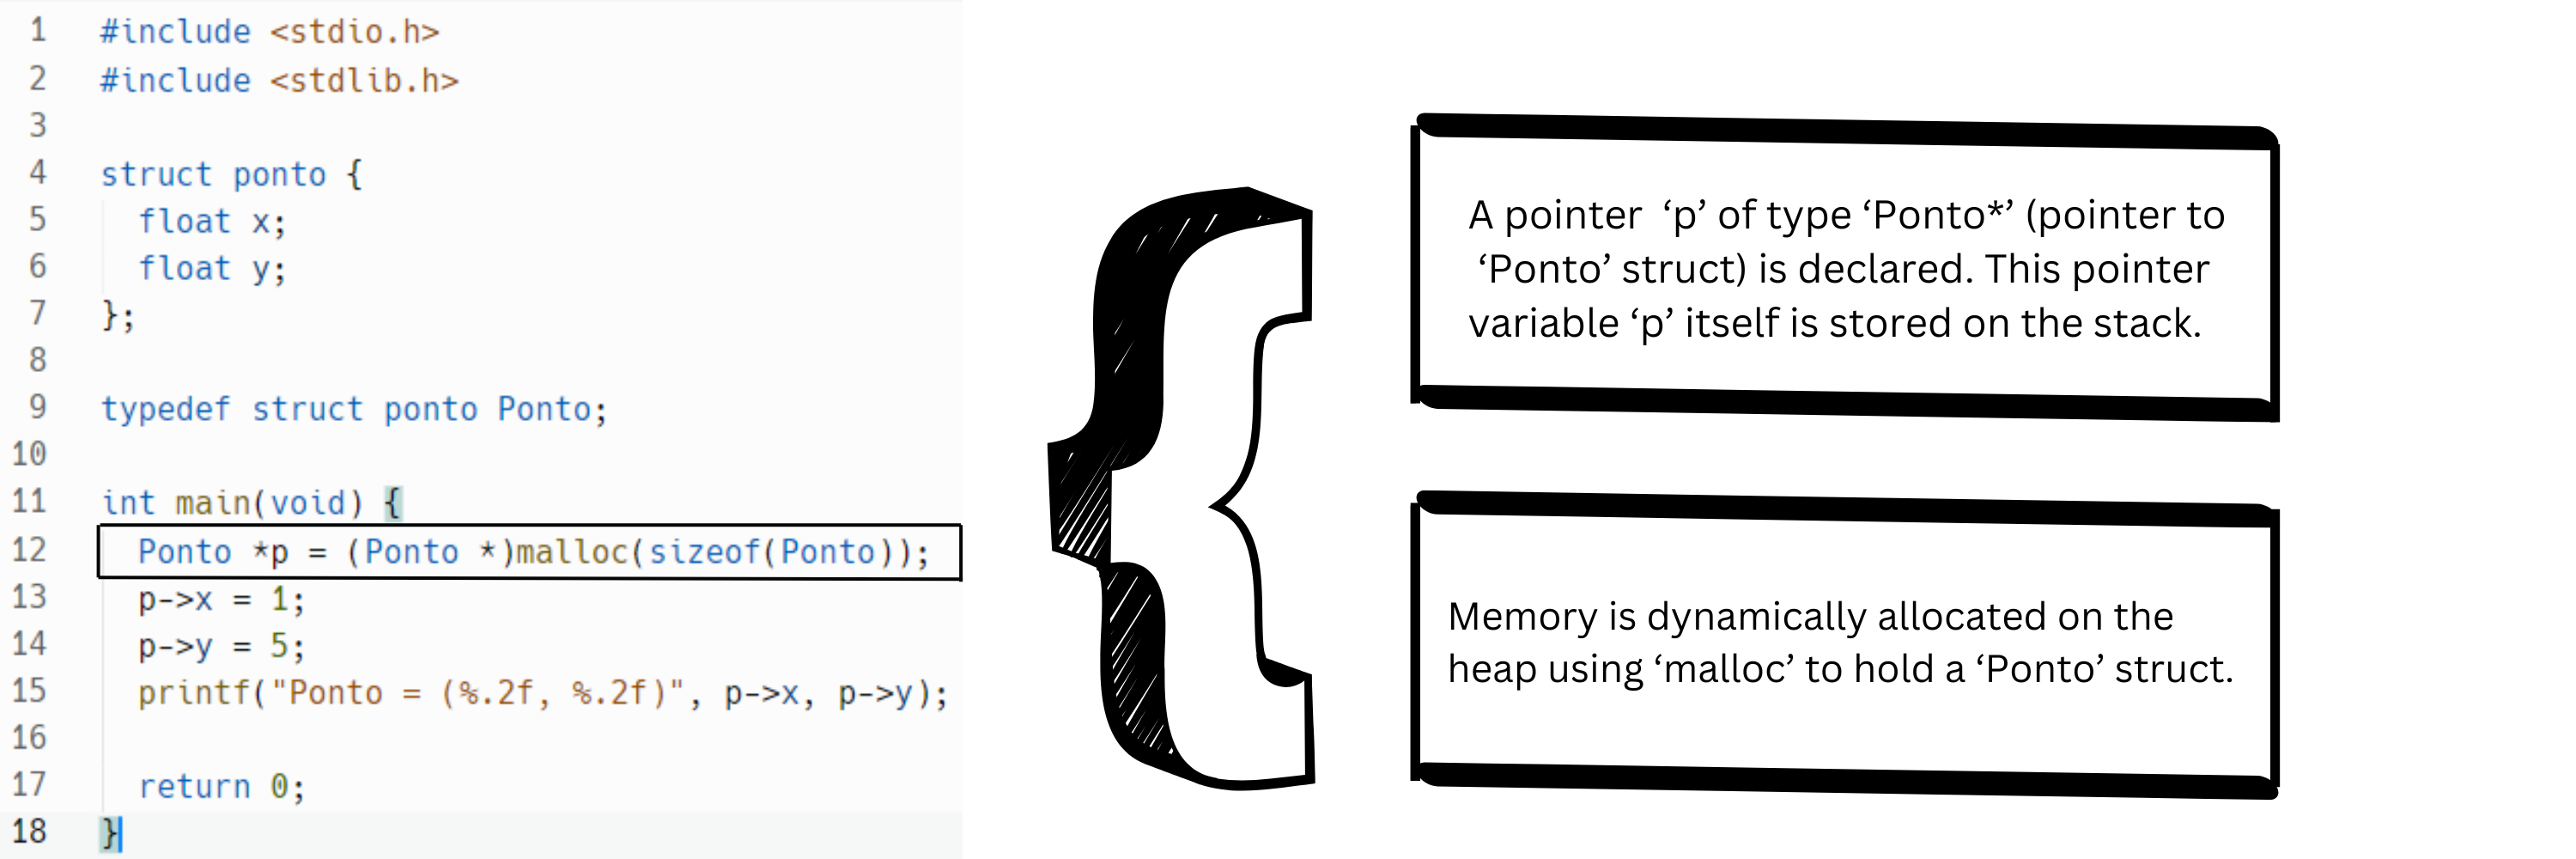 1 #include <stdio.h>
2 #include <stdlib.h>
3
4 struct ponto {
5   float x;
6   float y;
7 };
8
9 typedef struct ponto Ponto;
10
11 int main(void) {
12   Ponto *p = (Ponto *)malloc(sizeof(Ponto));
13   p->x = 1;
14   p->y = 5;
15   printf("Ponto = (%.2f, %.2f)", p->x, p->y);
16
17   return 0;
18 }
A pointer ‘p’ of type ‘Ponto*’ (pointer to
‘Ponto’ struct) is declared. This pointer
variable ‘p’ itself is stored on the stack.
Memory is dynamically allocated on the
heap using ‘malloc’ to hold a ‘Ponto’ struct.